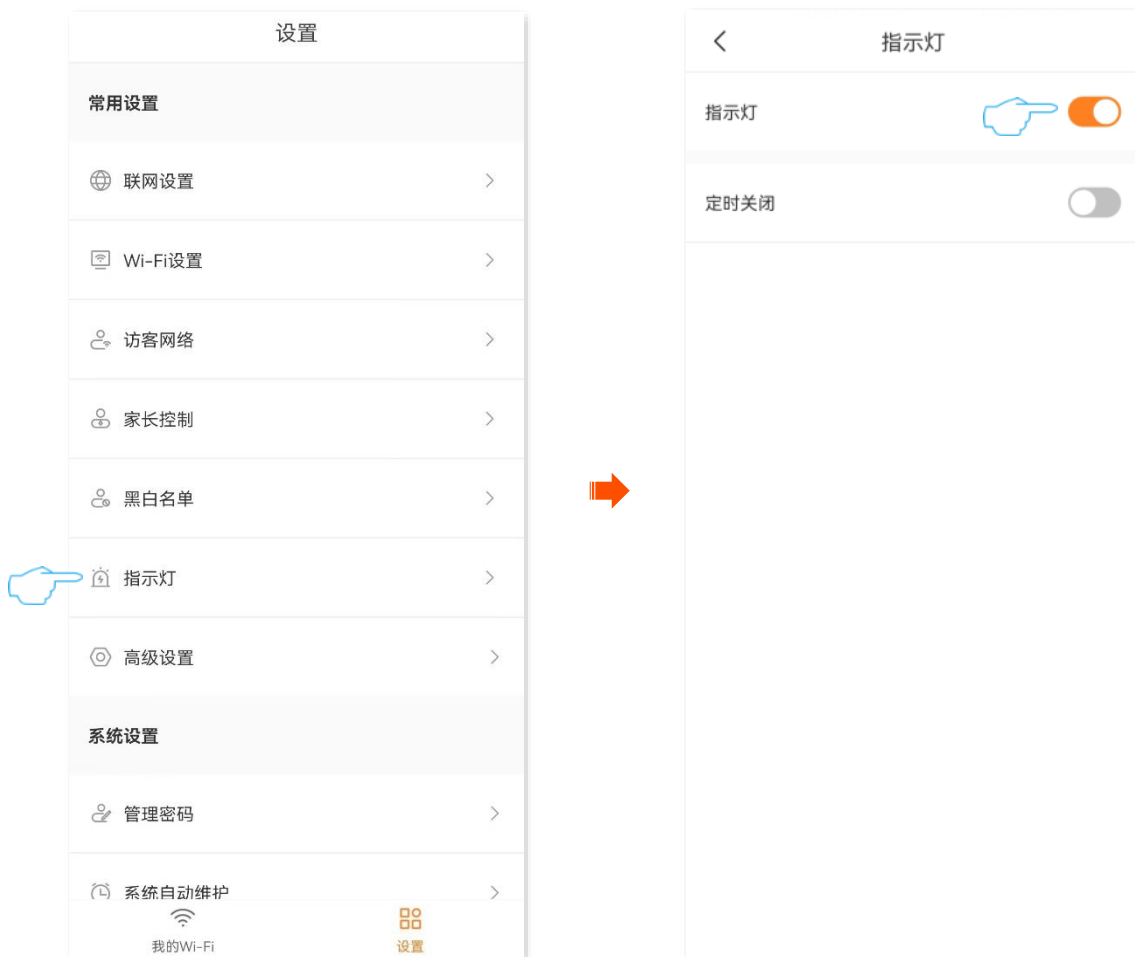 设置
常用设置
联网设置
Wi-Fi设置
访客网络
家长控制
黑白名单
指示灯
高级设置
系统设置
管理密码
系统自动维护
我的Wi-Fi
设置
指示灯
指示灯
定时关闭